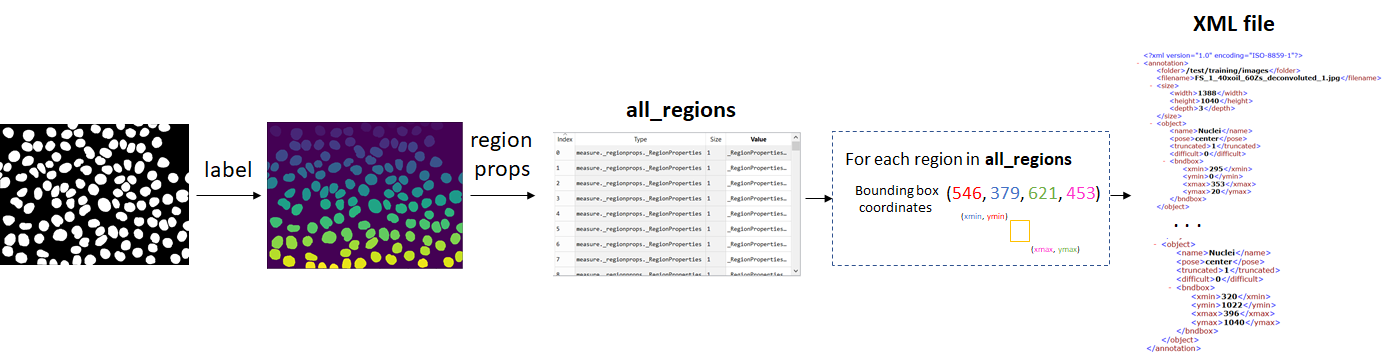 label
region
props
all_regions
Index Type Size Value
0 measure._regionprops._RegionProperties 1 _RegionProperties…
1 measure._regionprops._RegionProperties 1 _RegionProperties…
2 measure._regionprops._RegionProperties 1 _RegionProperties…
3 measure._regionprops._RegionProperties 1 _RegionProperties…
4 measure._regionprops._RegionProperties 1 _RegionProperties…
5 measure._regionprops._RegionProperties 1 _RegionProperties…
6 measure._regionprops._RegionProperties 1 _RegionProperties…
7 measure._regionprops._RegionProperties 1 _RegionProperties…
8 measure._regionprops._RegionProperties 1 _RegionProperties…
For each region in all_regions
Bounding box
coordinates
(546, 379, 621, 453)
(xmin, ymin)
(xmax, ymax)
XML file
<?xml version="1.0" encoding="ISO-8859-1"?>
- <annotation>
<folder>/test/training/images</folder>
<filename>FS_1_40xoil_60Zs_deconvoluted_1.jpg</filename>
- <size>
<width>1388</width>
<height>1040</height>
<depth>3</depth>
</size>
- <object>
<name>Nuclei</name>
<pose>center</pose>
<truncated>1</truncated>
<difficult>0</difficult>
- <bndbox>
<xmin>295</xmin>
<ymin>0</ymin>
<xmax>353</xmax>
<ymax>20</ymax>
</bndbox>
</object>
. . .
- <object>
<name>Nuclei</name>
<pose>center</pose>
<truncated>1</truncated>
<difficult>0</difficult>
- <bndbox>
<xmin>320</xmin>
<ymin>1022</ymin>
<xmax>396</xmax>
<ymax>1040</ymax>
</bndbox>
</object>
</annotation>